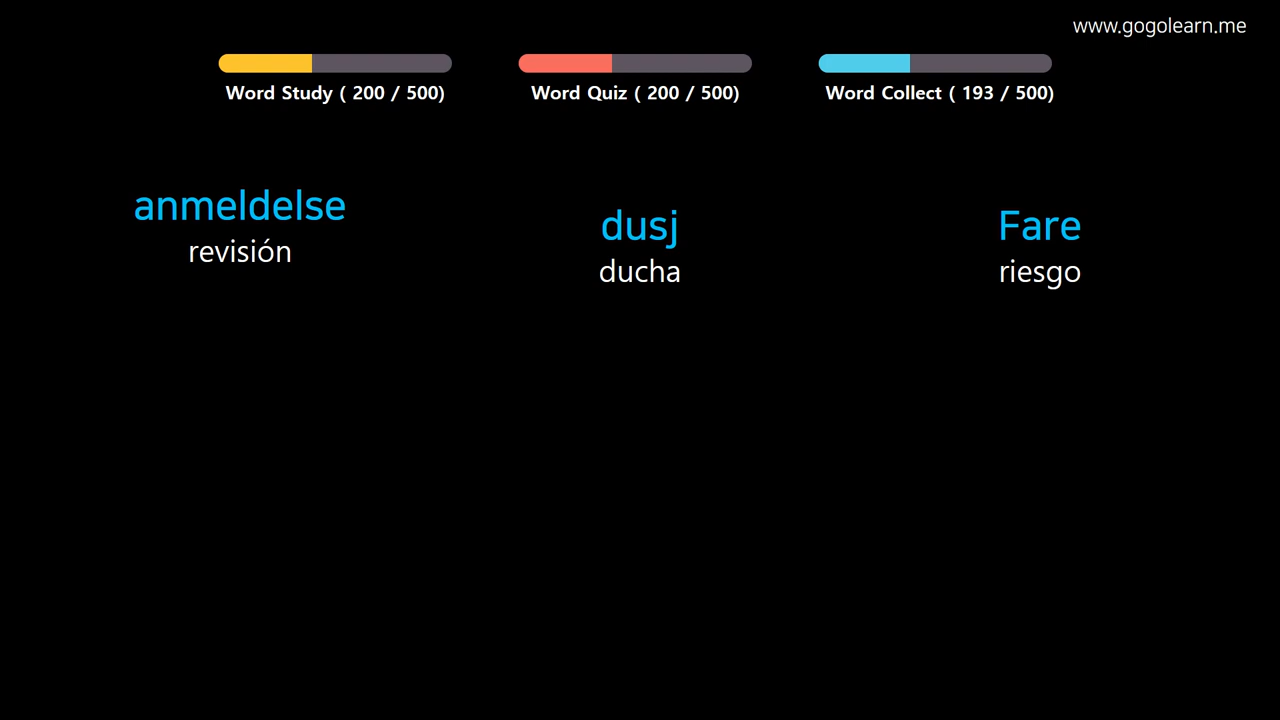 www.gogolearn.me
Word Study ( 200 / 500)
Word Quiz ( 200 / 500)
Word Collect ( 193 / 500)
anmeldelse
revisión
dusj
ducha
Fare
riesgo